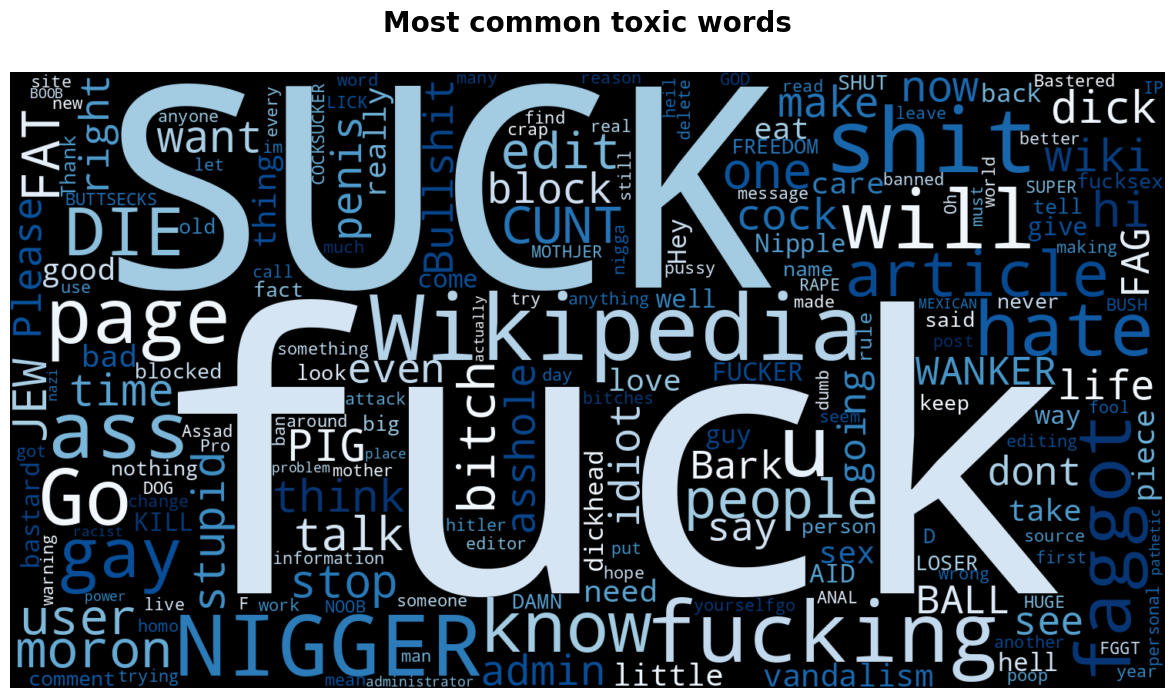 Most common toxic words
site
BOOB
new
right
anyone
want
let
im
every
COCKSUCKER
word
LICK
penis
really
Bullshit
many
SUCK
find
crap
real
edit
block
still
reason
heil
delete
GOD
FREEDOM
eat
read
make
SHUT
now
leave
back
Bastered
IP
dick
better
FAT
Thank
BUTTSECKS
DIE
old
thing
much
CUNT
MOTHJER
nigga
Hey
pussy
one
message
care
cock
Nipple
shit
banned
will
Oh
must
world
SUPER
wiki
fucksex
tell
hi
give
making
FAG
Please
good
use
call
fact
come
name
RAPE
made
article
MEXICAN
never
BUSH
page
Wikipedia
actually
try
anything
well
said
post
hate
bad
blocked
something
look
even
day
love
FUCKER
dumb
rule
WANKER
life
JEW
nazi
time
fuck
attack
bitches
seem
keep
way
fool
ass
Assad
Pro
ban
around
big
PIG
bitch
asshole
idiot
guy
Bark
u
going
editing
piece
faggot
got
bastard
Go
nothing
DOG
change
KILL
racist
stupid
problem
mother
place
think
talk
hitler
editor
dickhead
people
say
person
dont
take
source
first
pathetic
personal
warning
gay
information
stop
put
hope
need
sex
AID
D
LOSER
wrong
power
live
F
work
NOOB
someone
DAMN
yourselfgo
ANAL
BALL
HUGE
see
user
homo
moron
NIGGER
man
know
fucking
another
hell
FGGT
comment
trying
mean
administrator
admin
little
vandalism
poop
year